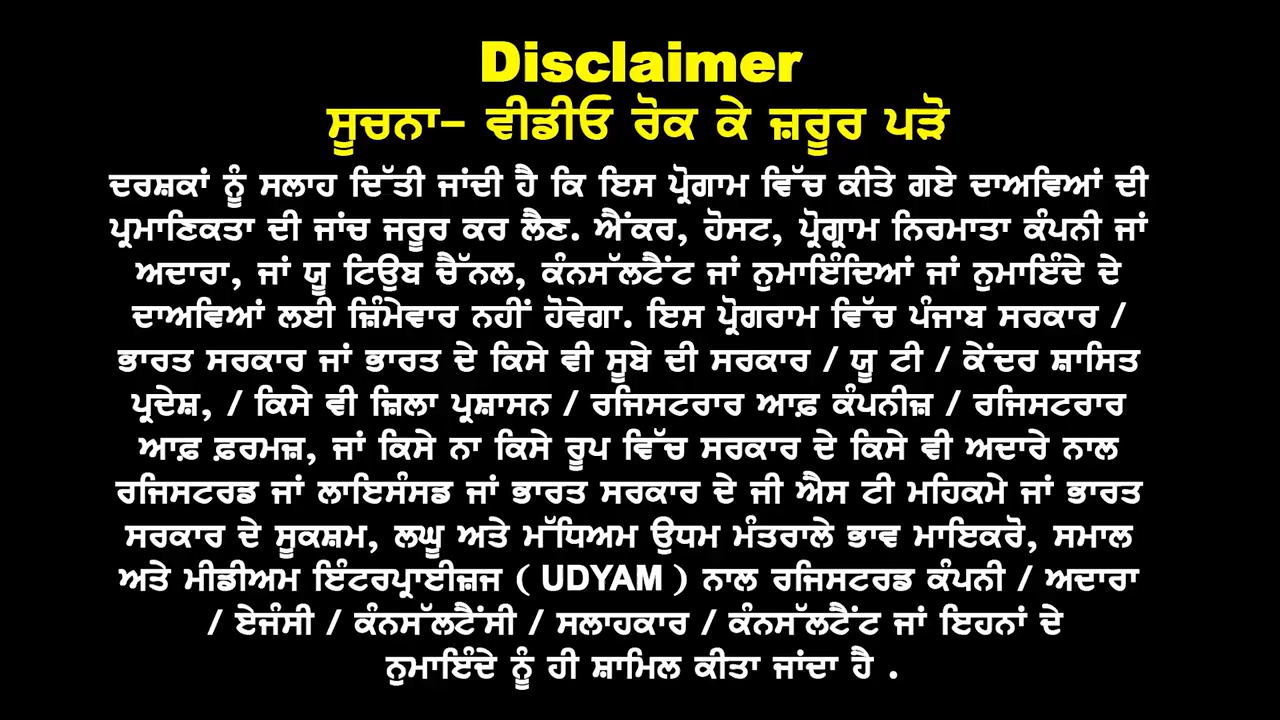 Disclaimer
ਸੂਚਨਾ- ਵੀਡੀਓ ਰੋਕ ਕੇ ਜ਼ਰੂਰ ਪੜੋ
ਦਰਸ਼ਕਾਂ ਨੂੰ ਸਲਾਹ ਦਿੱਤੀ ਜਾਂਦੀ ਹੈ ਕਿ ਇਸ ਪ੍ਰੋਗਾਮ ਵਿੱਚ ਕੀਤੇ ਗਏ ਦਾਅਵਿਆਂ ਦੀ
ਪ੍ਰਮਾਣਿਕਤਾ ਦੀ ਜਾਂਚ ਜਰੂਰ ਕਰ ਲੈਣ. ਐਂਕਰ, ਹੋਸਟ, ਪ੍ਰੋਗ੍ਰਾਮ ਨਿਰਮਾਤਾ ਕੰਪਨੀ ਜਾਂ
ਅਦਾਰਾ, ਜਾਂ ਯੂ ਟਿਉਬ ਚੈੱਨਲ, ਕੰਨਸੱਲਟੈਂਟ ਜਾਂ ਨੁਮਾਇੰਦਿਆਂ ਜਾਂ ਨੁਮਾਇੰਦੇ ਦੇ
ਦਾਅਵਿਆਂ ਲਈ ਜ਼ਿੰਮੇਵਾਰ ਨਹੀਂ ਹੋਵੇਗਾ. ਇਸ ਪ੍ਰੋਗਰਾਮ ਵਿੱਚ ਪੰਜਾਬ ਸਰਕਾਰ /
ਭਾਰਤ ਸਰਕਾਰ ਜਾਂ ਭਾਰਤ ਦੇ ਕਿਸੇ ਵੀ ਸੂਬੇ ਦੀ ਸਰਕਾਰ / ਯੂ ਟੀ / ਕੇਂਦਰ ਸ਼ਾਸਿਤ
ਪ੍ਰਦੇਸ਼, / ਕਿਸੇ ਵੀ ਜ਼ਿਲਾ ਪ੍ਰਸ਼ਾਸਨ / ਰਜਿਸਟਰਾਰ ਆਫ਼ ਕੰਪਨੀਜ਼ / ਰਜਿਸਟਰਾਰ
ਆਫ਼ ਫ਼ਰਮਜ਼, ਜਾਂ ਕਿਸੇ ਨਾ ਕਿਸੇ ਰੂਪ ਵਿੱਚ ਸਰਕਾਰ ਦੇ ਕਿਸੇ ਵੀ ਅਦਾਰੇ ਨਾਲ
ਰਜਿਸਟਰਡ ਜਾਂ ਲਾਇਸੰਸਡ ਜਾਂ ਭਾਰਤ ਸਰਕਾਰ ਦੇ ਜੀ ਐਸ ਟੀ ਮਹਿਕਮੇ ਜਾਂ ਭਾਰਤ
ਸਰਕਾਰ ਦੇ ਸੂਕਸ਼ਮ, ਲਘੂ ਅਤੇ ਮੱਧਿਅਮ ਉਧਮ ਮੰਤਰਾਲੇ ਭਾਵ ਮਾਇਕਰੋ, ਸਮਾਲ
ਅਤੇ ਮੀਡੀਅਮ ਇੰਟਰਪ੍ਰਾਈਜ਼ਜ ( UDYAM ) ਨਾਲ ਰਜਿਸਟਰਡ ਕੰਪਨੀ / ਅਦਾਰਾ
/ ਏਜੰਸੀ / ਕੰਨਸੱਲਟੈਂਸੀ / ਸਲਾਹਕਾਰ / ਕੰਨਸੱਲਟੈਂਟ ਜਾਂ ਇਹਨਾਂ ਦੇ
ਨੁਮਾਇੰਦੇ ਨੂੰ ਹੀ ਸ਼ਾਮਿਲ ਕੀਤਾ ਜਾਂਦਾ ਹੈ .